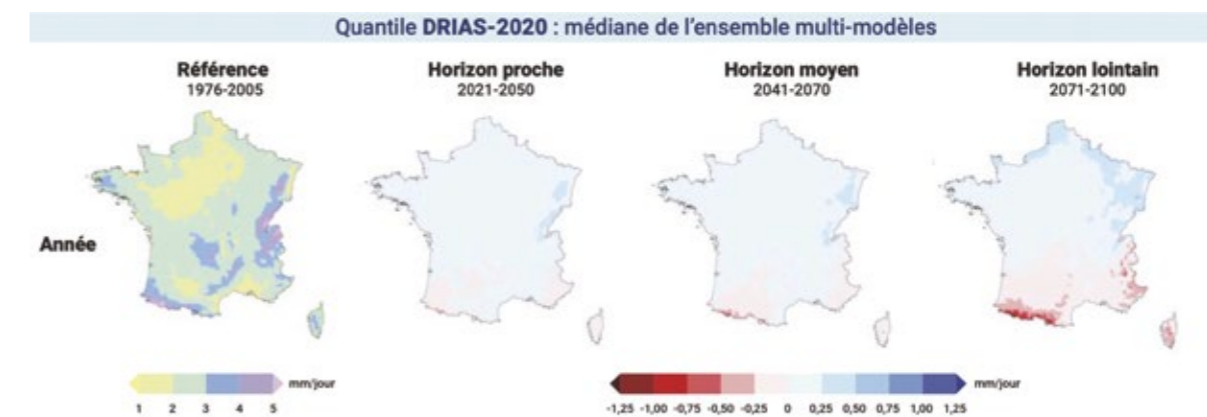 Quantile DRIAS-2020 : médiane de l'ensemble multi-modèles
Référence
1976-2005
Horizon proche
2021-2050
Horizon moyen
2041-2070
Horizon lointain
2071-2100
Année
mm/jour
1 2 3 4 5
mm/jour
-1,25 -1,00 -0,75 -0,50 -0,25 0 0,25 0,50 0,75 1,00 1,25